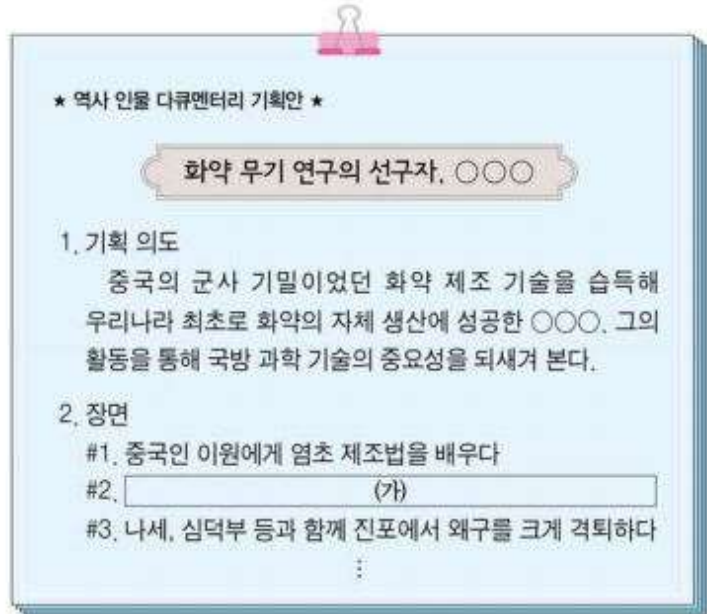 ★ 역사 인물 다큐멘터리 기획안 ★
화약 무기 연구의 선구자, ○○○
1. 기획 의도
중국의 군사 기밀이었던 화약 제조 기술을 습득해
우리나라 최초로 화약의 자체 생산에 성공한 ○○○. 그의
활동을 통해 국방 과학 기술의 중요성을 되새겨 본다.
2. 장면
#1. 중국인 이원에게 염초 제조법을 배우다
#2. (가)
#3. 나세, 심덕부 등과 함께 진포에서 왜구를 크게 격퇴하다
⋮